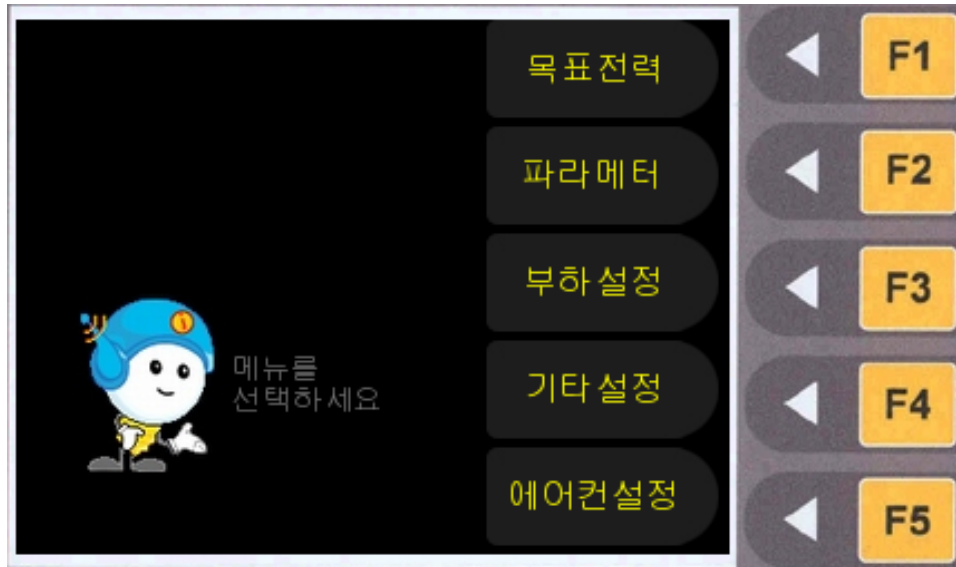 목표전력
F1
파라메터
F2
부하설정
F3
메뉴를
선택하세요
기타설정
F4
에어컨설정
F5